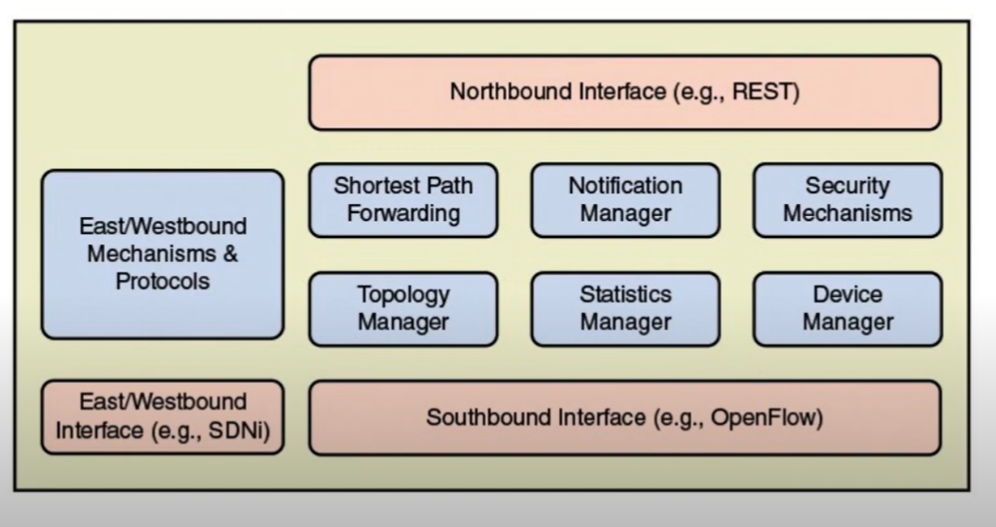 Northbound Interface (e.g., REST)
East/Westbound
Mechanisms &
Protocols
Shortest Path
Forwarding
Notification
Manager
Security
Mechanisms
Topology
Manager
Statistics
Manager
Device
Manager
East/Westbound
Interface (e.g., SDNi)
Southbound Interface (e.g., OpenFlow)